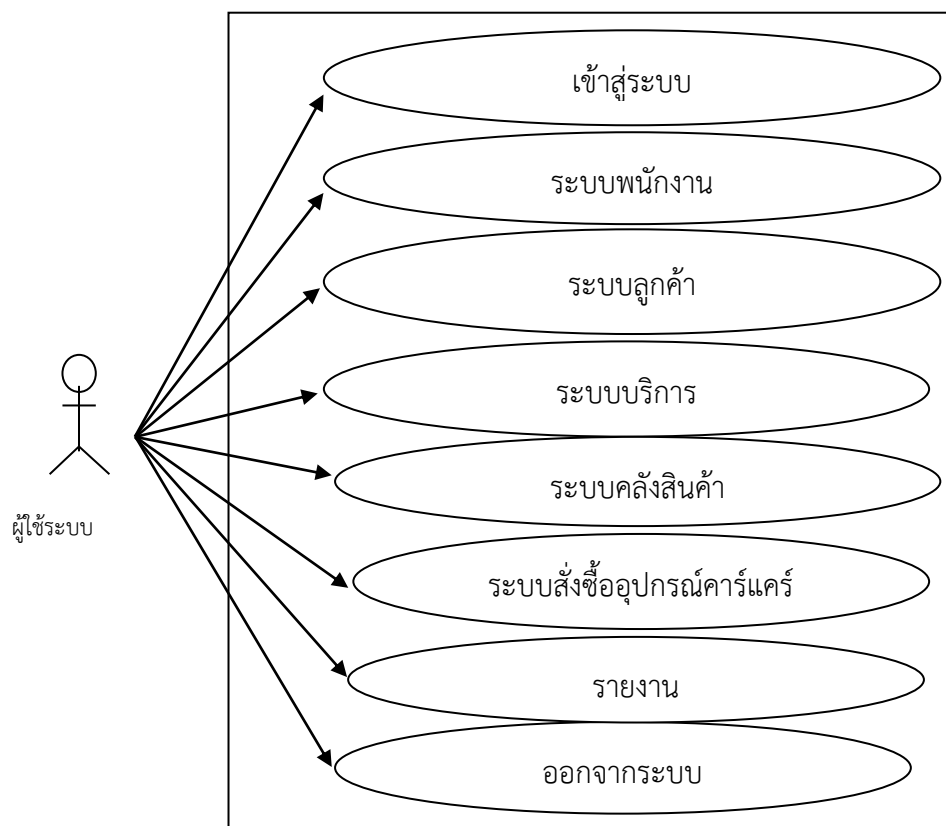 เข้าสู่ระบบ
ระบบพนักงาน
ระบบลูกค้า
ระบบบริการ
ระบบคลังสินค้า
ผู้ใช้ระบบ
ระบบสั่งซื้ออุปกรณ์คาร์แคร์
รายงาน
ออกจากระบบ